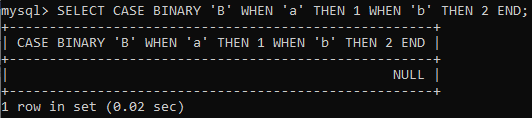 mysql> SELECT CASE BINARY 'B' WHEN 'a' THEN 1 WHEN 'b' THEN 2 END;
+-----------------------------------------------------+
| CASE BINARY 'B' WHEN 'a' THEN 1 WHEN 'b' THEN 2 END |
+-----------------------------------------------------+
|                                                NULL |
+-----------------------------------------------------+
1 row in set (0.02 sec)